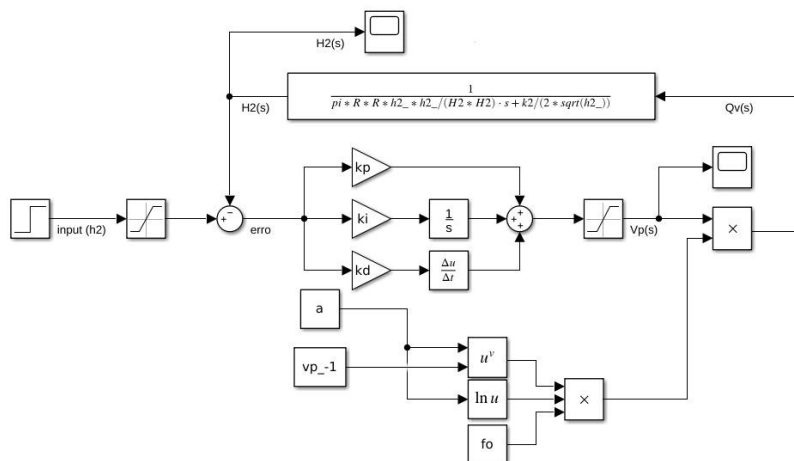 H2(s)
1
pi * R * R * h2_ * h2_/(H2 * H2) · s + k2/(2 * sqrt(h2_))
H2(s)
Qv(s)
kp
input (h2)
+
−
erro
ki
1
s
+
+
+
Vp(s)
×
kd
Δu
Δt
a
vp_-1
u^v
ln u
×
fo